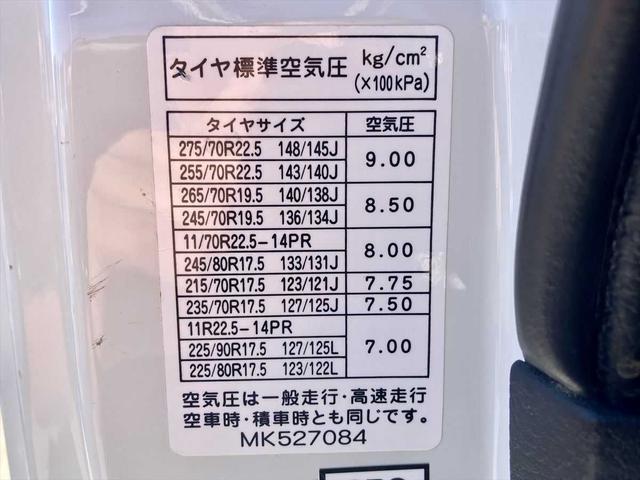 タイヤ標準空気圧 kg/cm²
(×100kPa)
タイヤサイズ 空気圧
275/70R22.5 148/145J 9.00
255/70R22.5 143/140J
265/70R19.5 140/138J 8.50
245/70R19.5 136/134J
11/70R22.5-14PR 8.00
245/80R17.5 133/131J
215/70R17.5 123/121J 7.75
235/70R17.5 127/125J 7.50
11R22.5-14PR 7.00
225/90R17.5 127/125L
225/80R17.5 123/122L
空気圧は一般走行・高速走行
空車時・積車時とも同じです。
MK527084